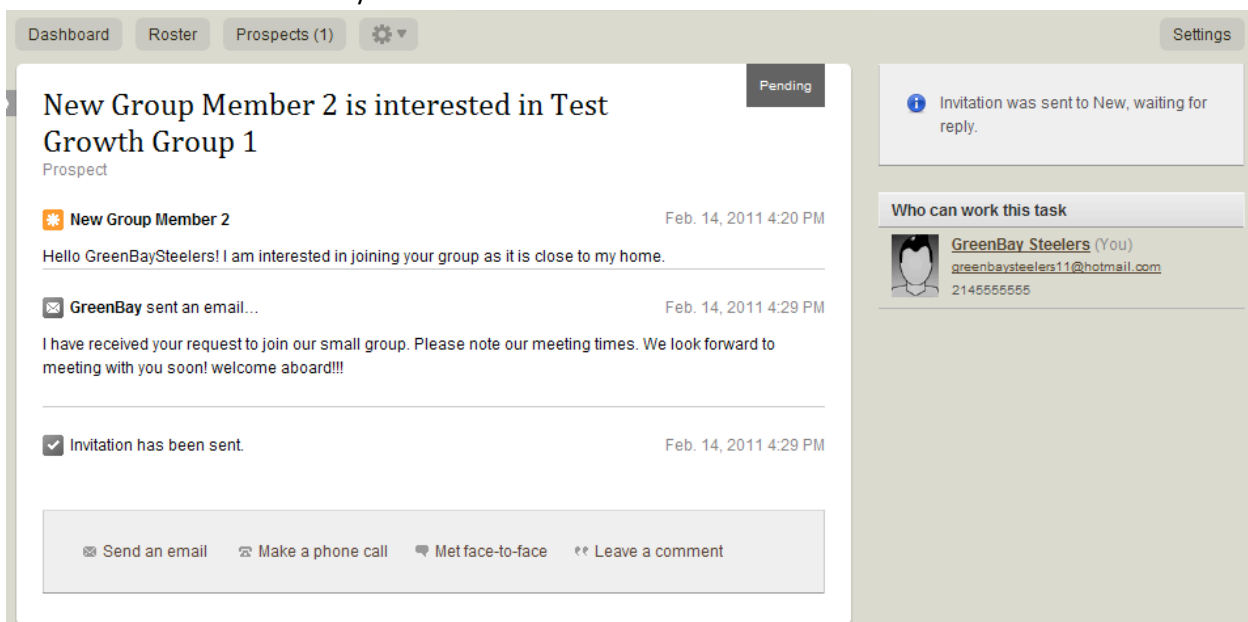 Dashboard Roster Prospects (1) Settings
Pending
New Group Member 2 is interested in Test
Growth Group 1
Prospect
New Group Member 2 Feb. 14, 2011 4:20 PM
Hello GreenBaySteelers! I am interested in joining your group as it is close to my home.
GreenBay sent an email... Feb. 14, 2011 4:29 PM
I have received your request to join our small group. Please note our meeting times. We look forward to
meeting with you soon! welcome aboard!!!
Invitation has been sent. Feb. 14, 2011 4:29 PM
Send an email Make a phone call Met face-to-face Leave a comment
Invitation was sent to New, waiting for
reply.
Who can work this task
GreenBay Steelers (You)
greenbaysteelers11@hotmail.com
2145555555